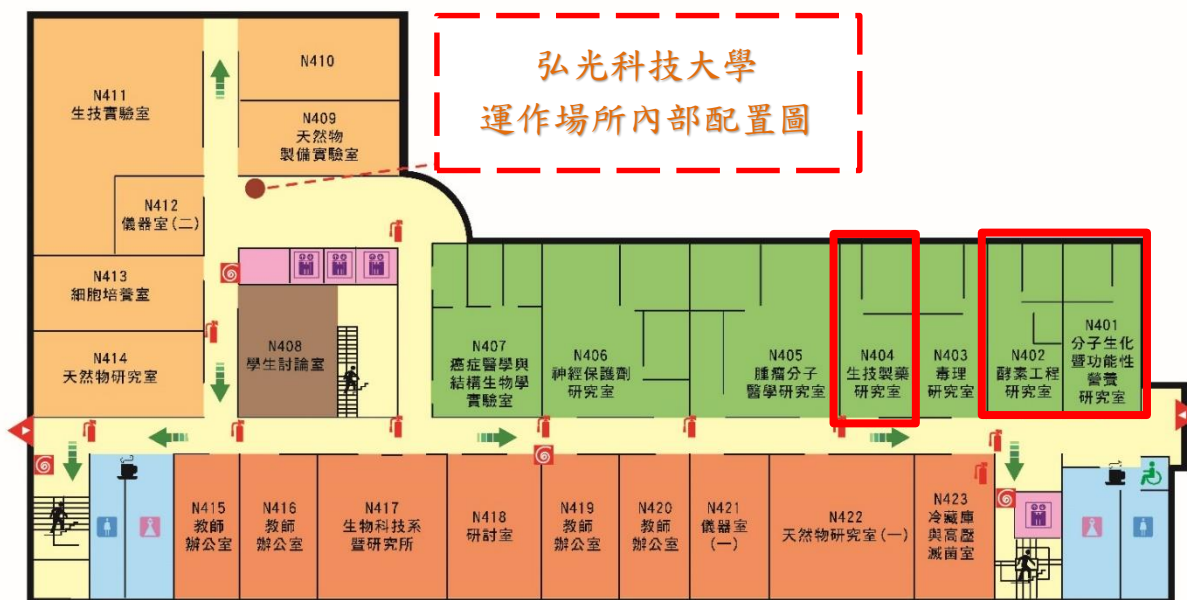 弘光科技大學
運作場所內部配置圖
N410
N411
生技實驗室
N409
天然物
製備實驗室
N412
儀器室(二)
N413
細胞培養室
N414
天然物研究室
N408
學生討論室
N407
癌症醫學與
結構生物學
實驗室
N406
神經保護劑
研究室
N405
腫瘤分子
醫學研究室
N404
生技製藥
研究室
N403
毒理
研究室
N402
酵素工程
研究室
N401
分子生化
暨功能性
營養
研究室
N415
教師
辦公室
N416
教師
辦公室
N417
生物科技系
暨研究所
N418
研討室
N419
教師
辦公室
N420
教師
辦公室
N421
儀器室
(一)
N422
天然物研究室(一)
N423
冷藏庫
與高壓
滅菌室